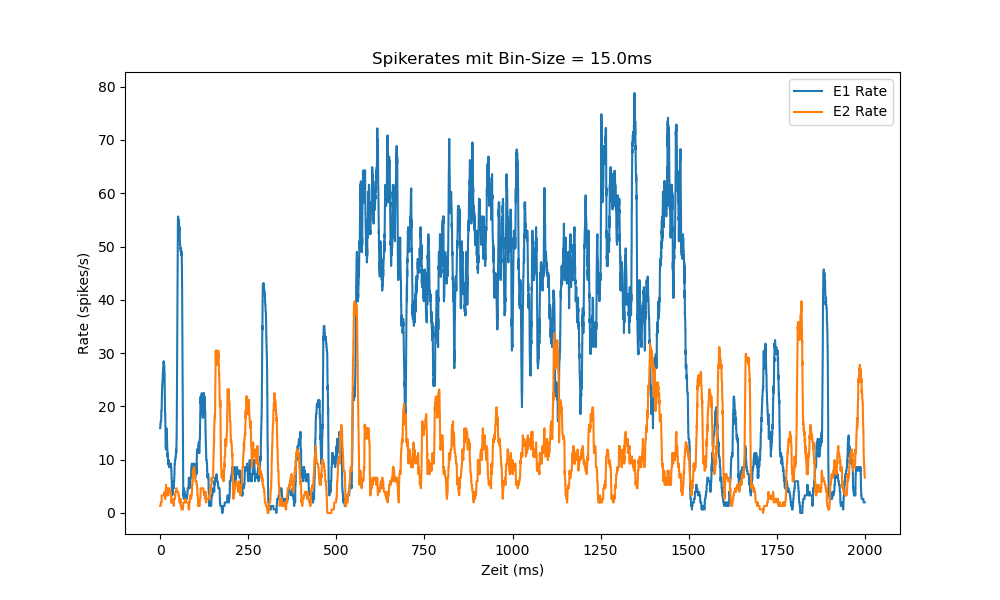 Spikerates mit Bin-Size = 15.0ms
E1 Rate
E2 Rate
Rate (spikes/s)
80
70
60
50
40
30
20
10
0
0 250 500 750 1000 1250 1500 1750 2000
Zeit (ms)